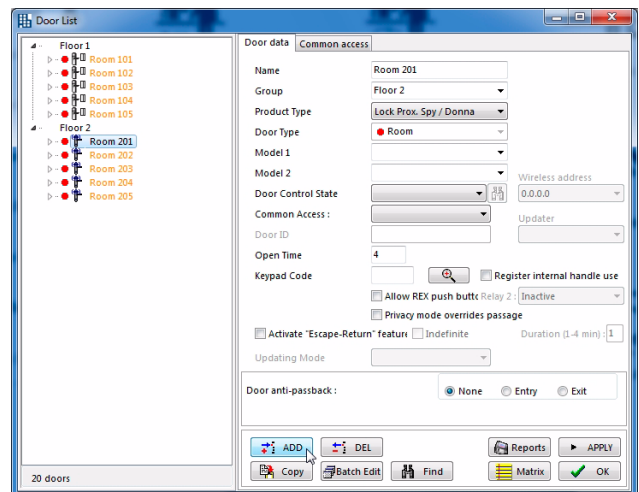 Door List
Floor 1
Room 101
Room 102
Room 103
Room 104
Room 105
Floor 2
Room 201
Room 202
Room 203
Room 204
Room 205
20 doors
Door data Common access
Name Room 201
Group Floor 2
Product Type Lock Prox. Spy / Donna
Door Type Room
Model 1
Model 2 Wireless address
Door Control State 0.0.0.0
Common Access : Updater
Door ID
Open Time 4
Keypad Code Register internal handle use
Allow REX push buttc Relay 2 : Inactive
Privacy mode overrides passage
Activate "Escape-Return" feature Indefinite Duration (1-4 min) : 1
Updating Mode
Door anti-passback : None Entry Exit
ADD DEL Reports APPLY
Copy Batch Edit Find Matrix OK